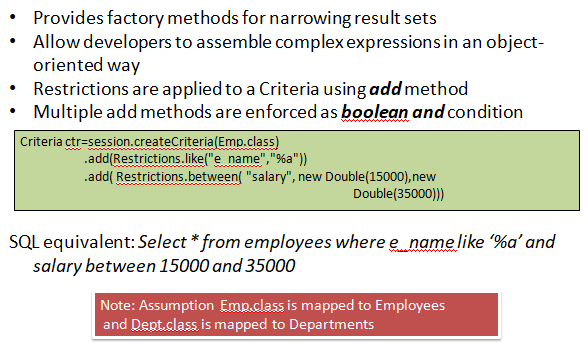 • Provides factory methods for narrowing result sets
• Allow developers to assemble complex expressions in an object-
oriented way
• Restrictions are applied to a Criteria using add method
• Multiple add methods are enforced as boolean and condition
Criteria ctr=session.createCriteria(Emp.class)
.add(Restrictions.like("e_name","%a"))
.add( Restrictions.between( "salary", new Double(15000),new
Double(35000)))
SQL equivalent: Select * from employees where e_name like ‘%a’ and
salary between 15000 and 35000
Note: Assumption Emp.class is mapped to Employees
and Dept.class is mapped to Departments